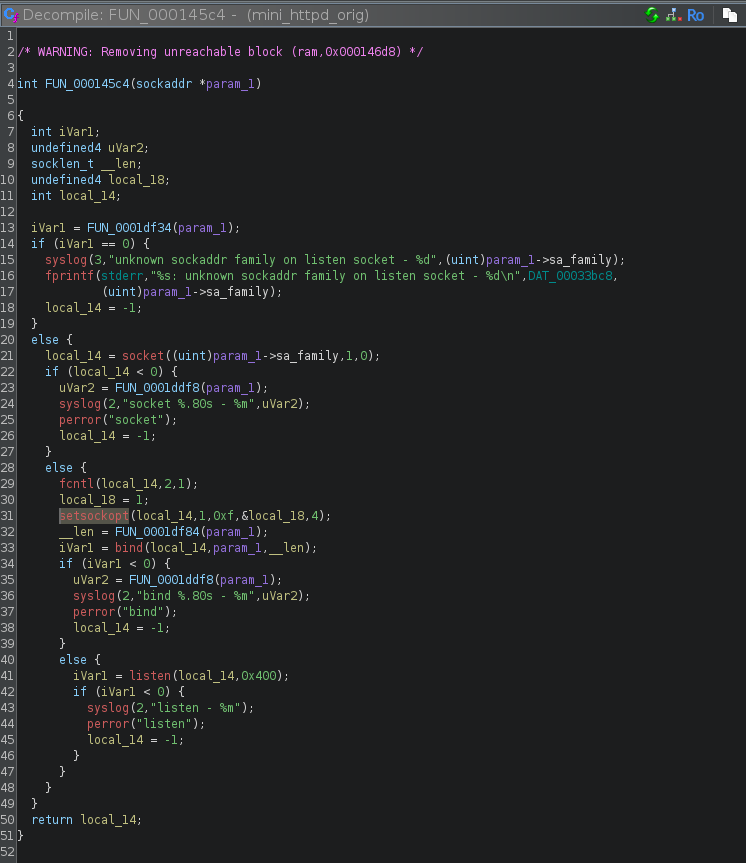 Decompile: FUN_000145c4 - (mini_httpd_orig) Ro
1
2 /* WARNING: Removing unreachable block (ram,0x000146d8) */
3
4 int FUN_000145c4(sockaddr *param_1)
5
6 {
7   int iVar1;
8   undefined4 uVar2;
9   socklen_t __len;
10   undefined4 local_18;
11   int local_14;
12
13   iVar1 = FUN_0001df34(param_1);
14   if (iVar1 == 0) {
15     syslog(3,"unknown sockaddr family on listen socket - %d",(uint)param_1->sa_family);
16     fprintf(stderr,"%s: unknown sockaddr family on listen socket - %d\n",DAT_00033bc8,
17             (uint)param_1->sa_family);
18     local_14 = -1;
19   }
20   else {
21     local_14 = socket((uint)param_1->sa_family,1,0);
22     if (local_14 < 0) {
23       uVar2 = FUN_0001ddf8(param_1);
24       syslog(2,"socket %.80s - %m",uVar2);
25       perror("socket");
26       local_14 = -1;
27     }
28     else {
29       fcntl(local_14,2,1);
30       local_18 = 1;
31       setsockopt(local_14,1,0xf,&local_18,4);
32       __len = FUN_0001df84(param_1);
33       iVar1 = bind(local_14,param_1,__len);
34       if (iVar1 < 0) {
35         uVar2 = FUN_0001ddf8(param_1);
36         syslog(2,"bind %.80s - %m",uVar2);
37         perror("bind");
38         local_14 = -1;
39       }
40       else {
41         iVar1 = listen(local_14,0x400);
42         if (iVar1 < 0) {
43           syslog(2,"listen - %m");
44           perror("listen");
45           local_14 = -1;
46         }
47       }
48     }
49   }
50   return local_14;
51 }
52